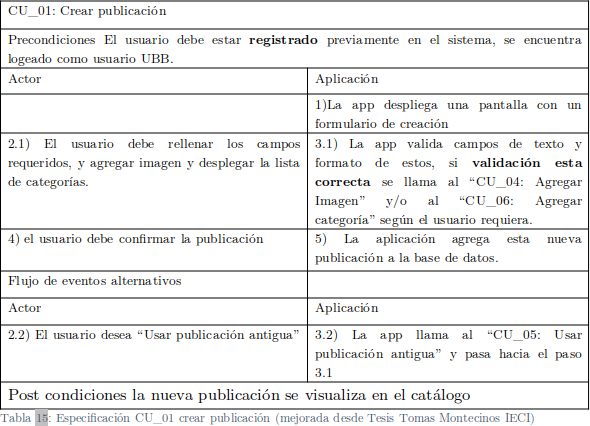 CU_01: Crear publicación
Precondiciones El usuario debe estar registrado previamente en el sistema, se encuentra
logeado como usuario UBB.
Actor
Aplicación
1)La app despliega una pantalla con un
formulario de creación
2.1) El usuario debe rellenar los campos
requeridos, y agregar imagen y desplegar la lista
de categorías.
3.1) La app valida campos de texto y
formato de estos, si validación esta
correcta se llama al “CU_04: Agregar
Imagen” y/o al “CU_06: Agregar
categoría” según el usuario requiera.
4) el usuario debe confirmar la publicación
5) La aplicación agrega esta nueva
publicación a la base de datos.
Flujo de eventos alternativos
Actor
Aplicación
2.2) El usuario desea “Usar publicación antigua”
3.2) La app llama al “CU_05: Usar
publicación antigua” y pasa hacia el paso
3.1
Post condiciones la nueva publicación se visualiza en el catálogo
Tabla 15: Especificación CU_01 crear publicación (mejorada desde Tesis Tomas Montecinos IECI)